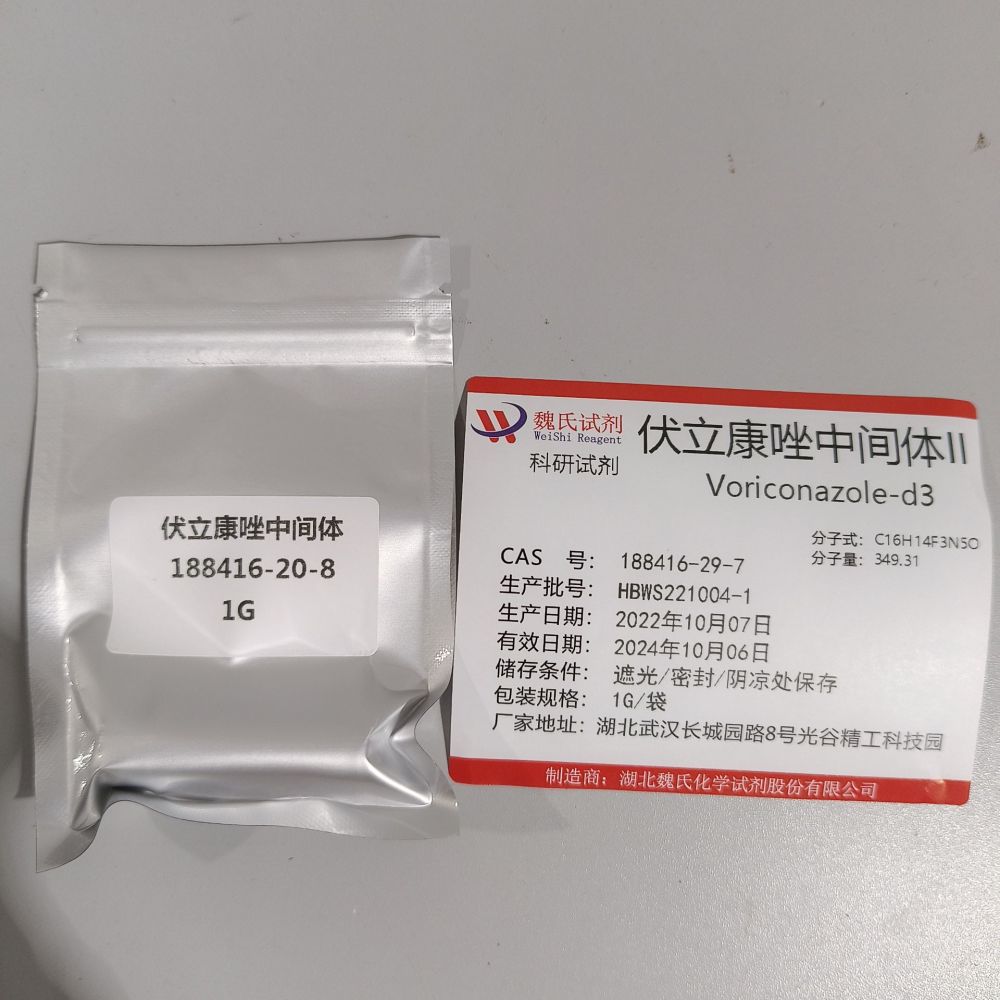 伏立康唑中间体
188416-20-8
1G
魏氏试剂
WeiShi Reagent
科研试剂
伏立康唑中间体II
Voriconazole-d3
分子式: C16H14F3N5O
分子量: 349.31
CAS 号: 188416-29-7
生产批号: HBWS221004-1
生产日期: 2022年10月07日
有效日期: 2024年10月06日
储存条件: 遮光/密封/阴凉处保存
包装规格: 1G/袋
厂家地址: 湖北武汉长城园路8号光谷精工科技园
制造商: 湖北魏氏化学试剂股份有限公司